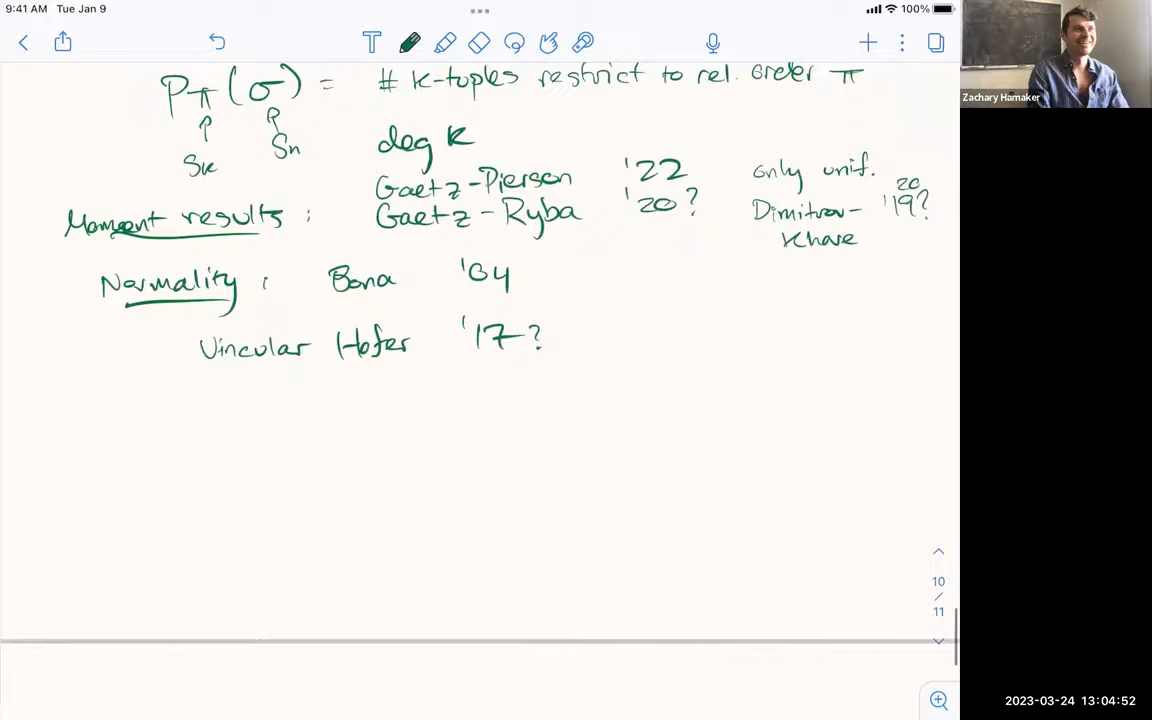 9:41 AM Tue Jan 9
100%
Pπ(σ) = # k-tuples restrict to rel. order π
Sk Sn
deg k
Gaetz-Pierson '22 only unif.
Moment results: Gaetz-Ryba '20? Dimitrov- '19? 20
Khare
Normality: Bona '04
Vincular Hofer '17?
10
/
11
Zachary Hamaker
2023-03-24 13:04:52